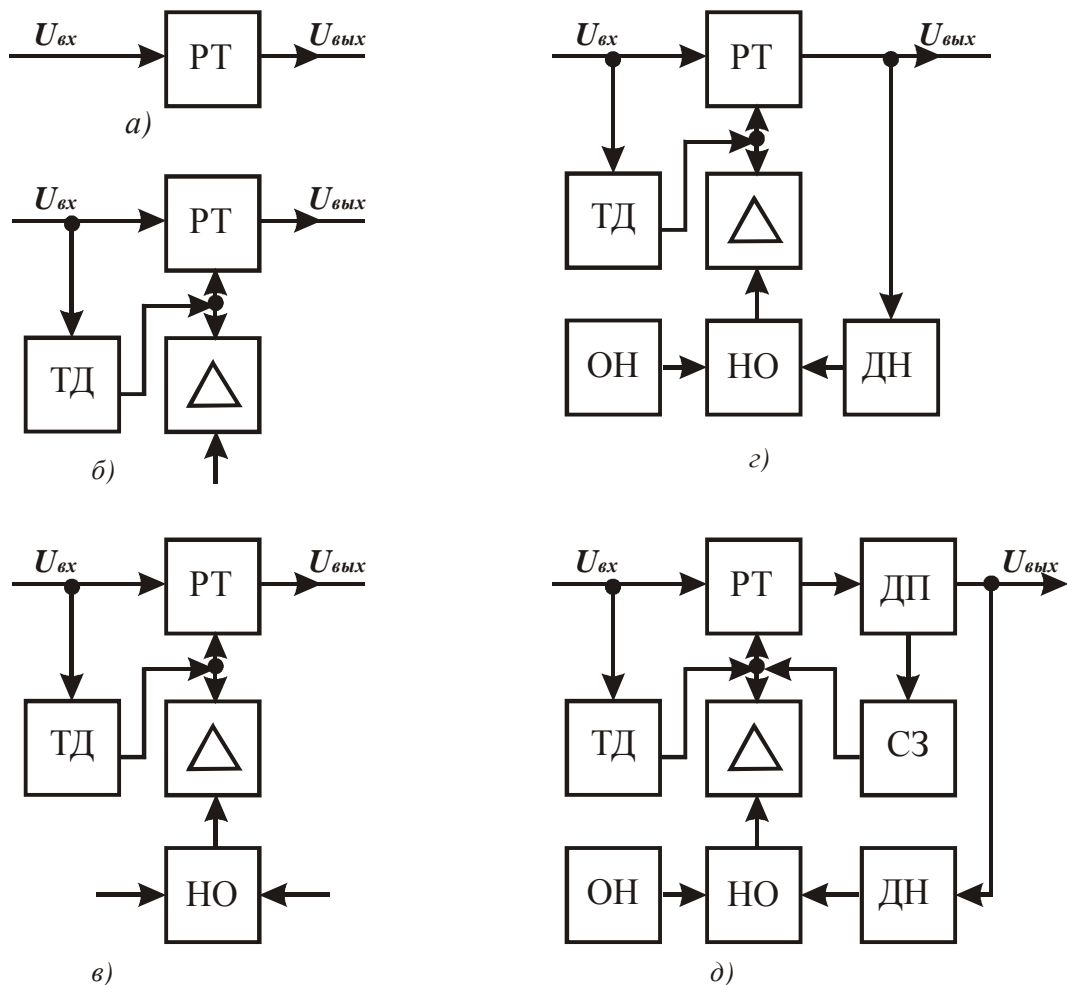 Uвх
РТ
Uвых
а)
Uвх
РТ
Uвых
ТД
б)
Uвх
РТ
Uвых
ТД
НО
в)
Uвх
РТ
Uвых
ТД
ОН
НО
ДН
г)
Uвх
РТ
ДП
Uвых
ТД
СЗ
ОН
НО
ДН
д)